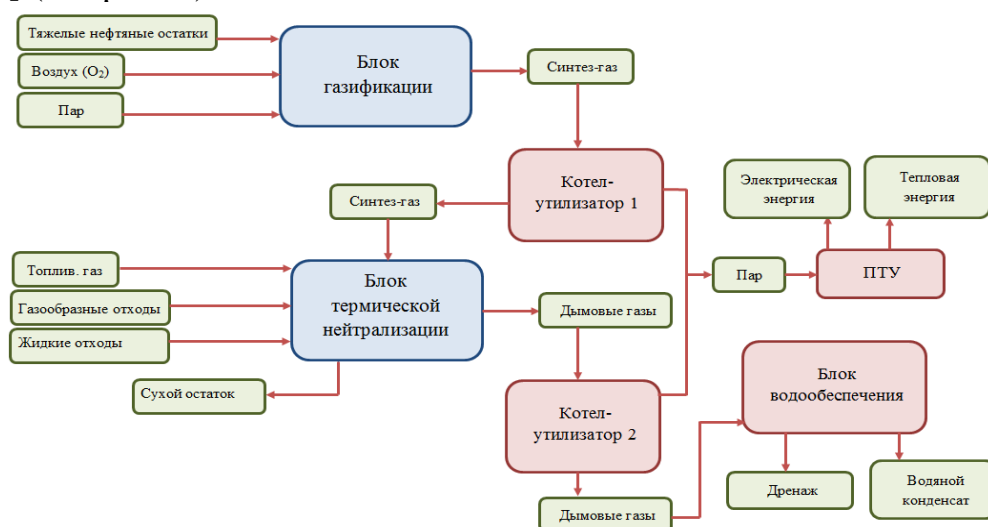 Тяжелые нефтяные остатки
Воздух (O₂)
Пар
Блок
газификации
Синтез-газ
Котел-
утилизатор 1
Синтез-газ
Электрическая
энергия
Тепловая
энергия
Пар
ПТУ
Топлив. газ
Газообразные отходы
Жидкие отходы
Блок
термической
нейтрализации
Дымовые газы
Сухой остаток
Котел-
утилизатор 2
Блок
водообеспечения
Дымовые газы
Дренаж
Водяной
конденсат